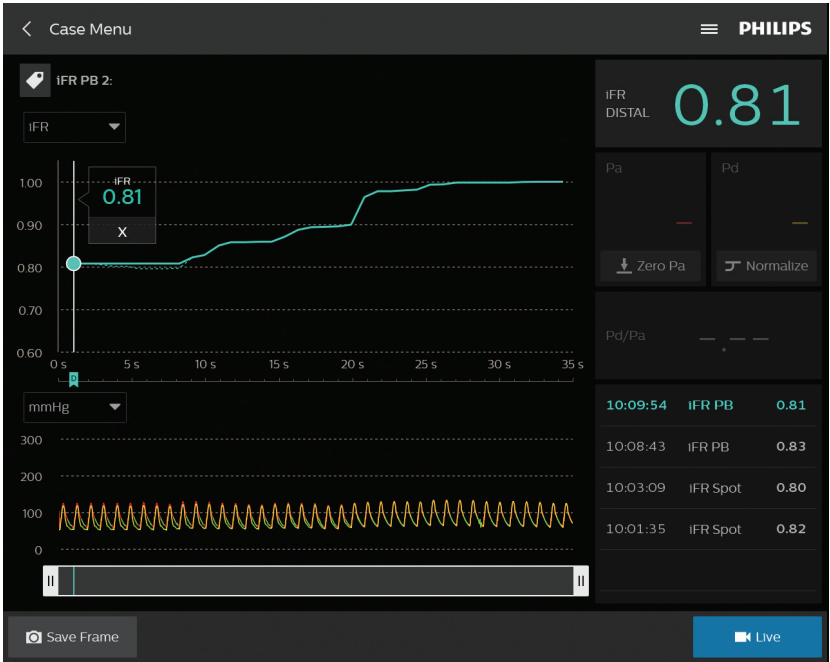 Case Menu
PHILIPS
iFR PB 2:
iFR
1.00
0.90
0.80
0.70
0.60
iFR
0.81
X
0 s 5 s 10 s 15 s 20 s 25 s 30 s 35 s
D
mmHg
300
200
100
0
iFR
DISTAL
0.81
Pa
Pd
Zero Pa
Normalize
Pd/Pa
10:09:54 iFR PB 0.81
10:08:43 iFR PB 0.83
10:03:09 iFR Spot 0.80
10:01:35 iFR Spot 0.82
Save Frame
Live